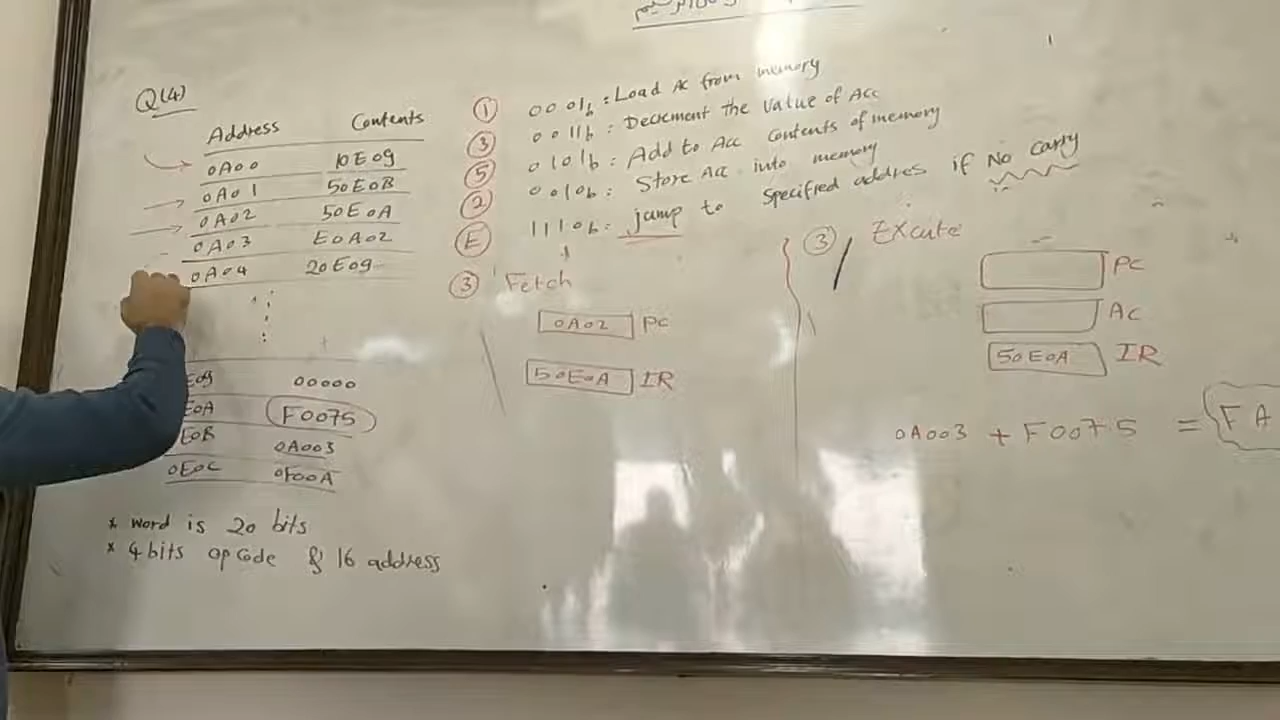 Q(4)
Address Contents
0A00 10E09
0A01 50E0B
0A02 50E0A
0A03 E0A02
0A04 20E09
E09 00000
E0A F0075
E0B 0A003
0E0C 0F00A
* word is 20 bits
* 4 bits opcode & 16 address
① 0001b : Load AC from memory
③ 0011b : Decrement the value of Acc
⑤ 0101b : Add to Acc contents of memory
② 0010b : Store Acc into memory
Ⓔ 1110b : jump to specified addres if No carry
③ Fetch
0A02 PC
50E0A IR
③ Excute
PC
AC
50E0A IR
0A003 + F0075 = FA